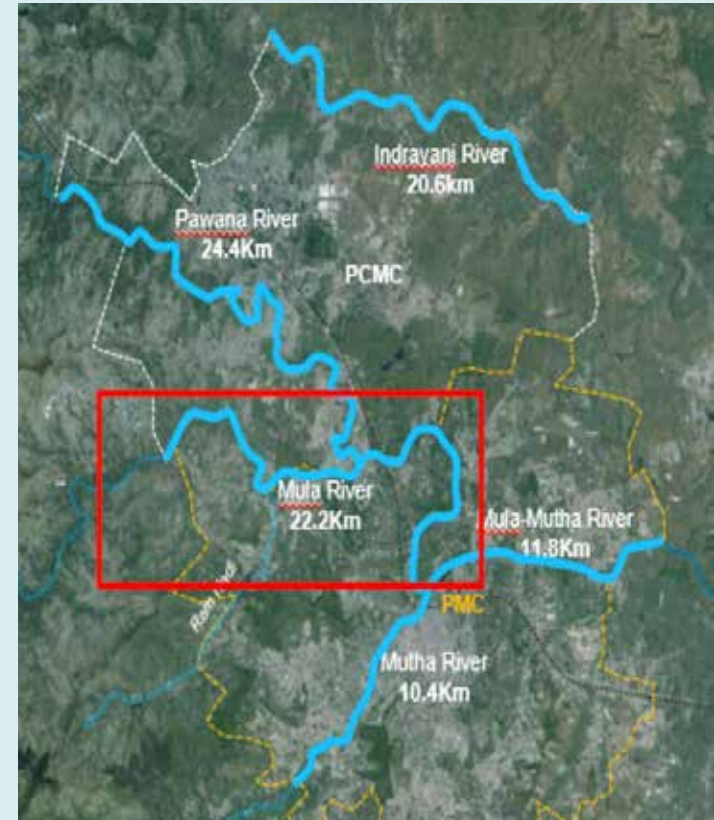 Indrayani River
20.6km
Pawana River
24.4Km
PCMC
Mula River
22.2Km
Mula-Mutha River
11.8Km
PMC
Mutha River
10.4Km